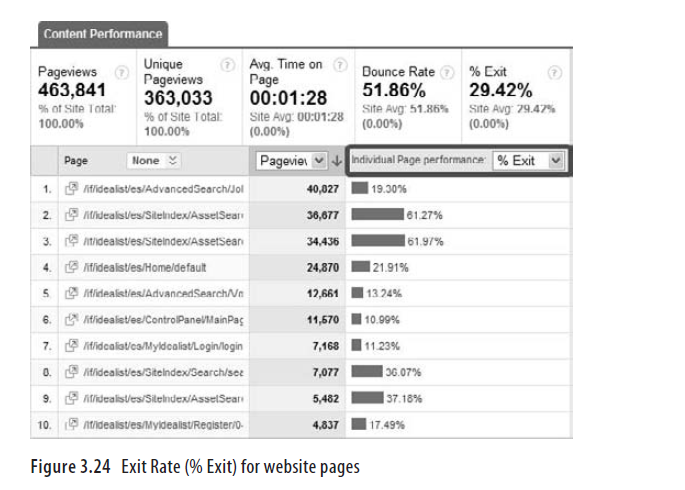 Content Performance
Pageviews
463,841
% of Site Total:
100.00%
Unique
Pageviews
363,033
% of Site Total:
100.00%
Avg. Time on
Page
00:01:28
Site Avg: 00:01:28
(0.00%)
Bounce Rate
51.86%
Site Avg: 51.86%
(0.00%)
% Exit
29.42%
Site Avg: 29.42%
(0.00%)
Page None Pageview Individual Page performance: % Exit
1. /if/idealist/es/AdvancedSearch/Jol 40,027 19.30%
2. /if/idealist/es/SiteIndex/AssetSear 36,677 61.27%
3. /if/idealist/es/SiteIndex/AssetSear 34,436 61.97%
4. /if/idealist/es/Home/default 24,870 21.91%
5. /if/idealist/es/AdvancedSearch/ 12,661 13.24%
6. /if/idealist/es/ControlPanel/MainPag 11,570 10.99%
7. /if/idealist/es/MyIdealist/Login/login 7,168 11.23%
8. /if/idealist/es/SiteIndex/Search/sea 7,077 36.07%
9. /if/idealist/es/SiteIndex/AssetSear 5,482 37.18%
10. /if/idealist/es/MyIdealist/Register/0- 4,837 17.49%
Figure 3.24 Exit Rate (% Exit) for website pages